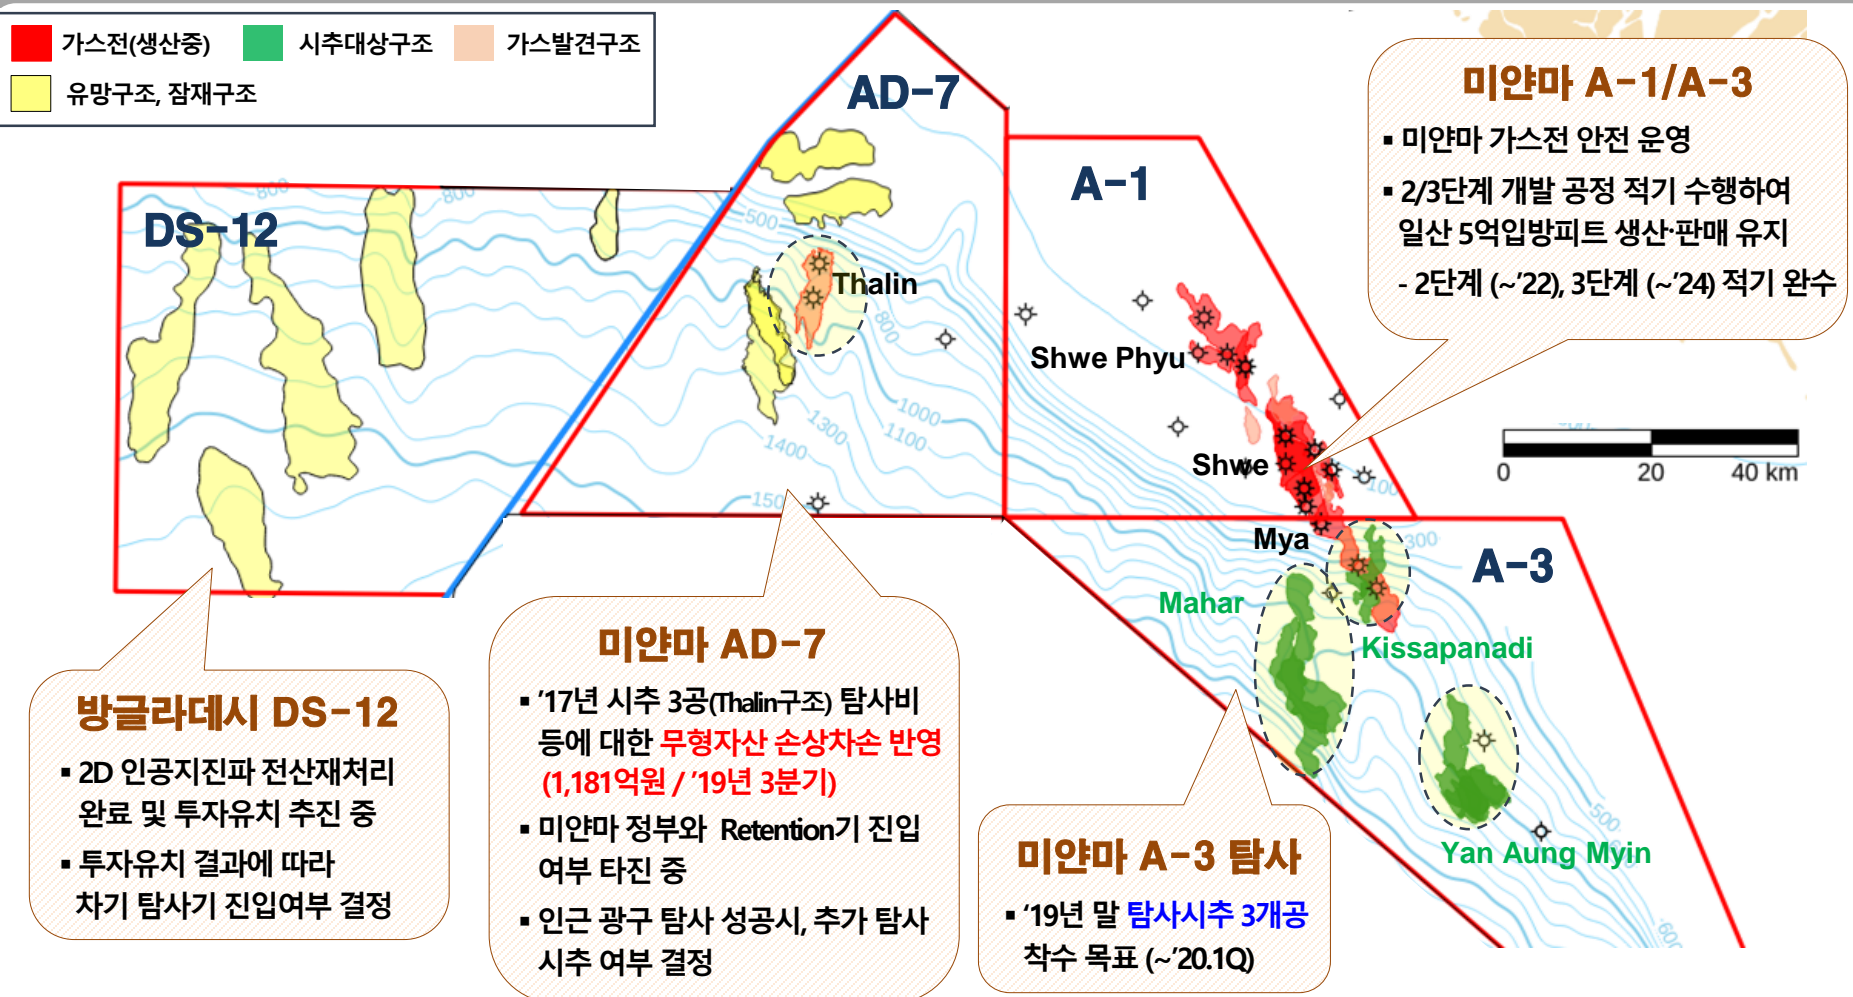 가스전(생산중) 시추대상구조 가스발견구조
유망구조, 잠재구조
AD-7
A-1
DS-12
A-3
800
800
500
800
1000
1300
1100
1400
150
100
300
500
600
Thalin
Shwe Phyu
Shwe
Mya
Mahar
Kissapanadi
Yan Aung Myin
0 20 40 km
미얀마 A-1/A-3
▪ 미얀마 가스전 안전 운영
▪ 2/3단계 개발 공정 적기 수행하여
일산 5억입방피트 생산·판매 유지
- 2단계 (~’22), 3단계 (~’24) 적기 완수
방글라데시 DS-12
▪ 2D 인공지진파 전산재처리
완료 및 투자유치 추진 중
▪ 투자유치 결과에 따라
차기 탐사기 진입여부 결정
미얀마 AD-7
▪ ’17년 시추 3공(Thalin구조) 탐사비
등에 대한 무형자산 손상차손 반영
(1,181억원 / ’19년 3분기)
▪ 미얀마 정부와 Retention기 진입
여부 타진 중
▪ 인근 광구 탐사 성공시, 추가 탐사
시추 여부 결정
미얀마 A-3 탐사
▪ ‘19년 말 탐사시추 3개공
착수 목표 (~’20.1Q)